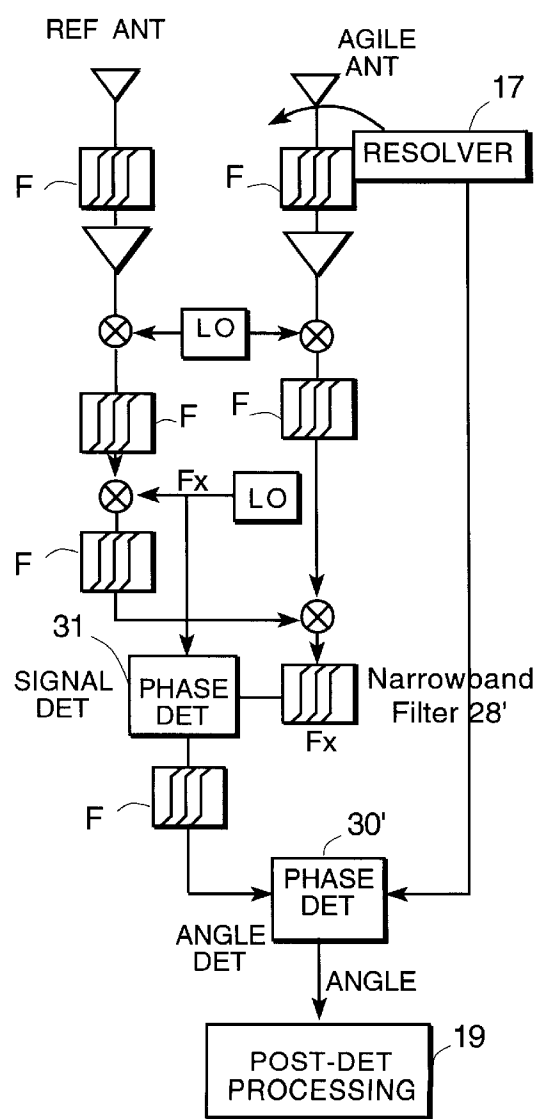 REF ANT
AGILE
ANT
17
RESOLVER
F
F
LO
F
F
Fx
LO
F
31
SIGNAL
DET
PHASE
DET
Narrowband
Filter 28'
Fx
F
30'
PHASE
DET
ANGLE
DET
ANGLE
19
POST-DET
PROCESSING